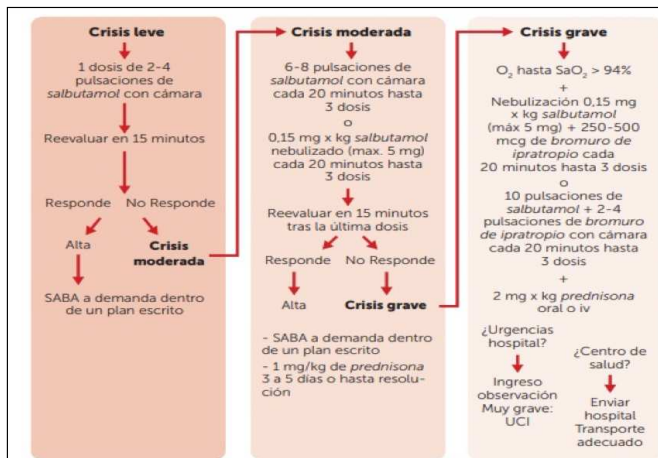 Crisis leve
1 dosis de 2-4
pulsaciones de
salbutamol con cámara
Reevaluar en 15 minutos
Responde
No Responde
Alta
Crisis
moderada
SABA a demanda dentro
de un plan escrito
Crisis moderada
6-8 pulsaciones de
salbutamol con cámara
cada 20 minutos hasta
3 dosis
o
0,15 mg x kg salbutamol
nebulizado (max. 5 mg)
cada 20 minutos hasta
3 dosis
Reevaluar en 15 minutos
tras la última dosis
Responde
No Responde
Alta
Crisis grave
- SABA a demanda dentro
de un plan escrito
- 1 mg/kg de prednisona
3 a 5 días o hasta resolu-
ción
Crisis grave
O₂ hasta SaO₂ > 94%
+
Nebulización 0,15 mg
x kg salbutamol
(máx 5 mg) + 250-500
mcg de bromuro de
ipratropio cada
20 minutos hasta 3 dosis
o
10 pulsaciones de
salbutamol + 2-4
pulsaciones de bromuro
de ipratropio con cámara
cada 20 minutos hasta
3 dosis
+
2 mg x kg prednisona
oral o iv
¿Urgencias
hospital?
Ingreso
observación
Muy grave:
UCI
¿Centro de
salud?
Enviar
hospital
Transporte
adecuado